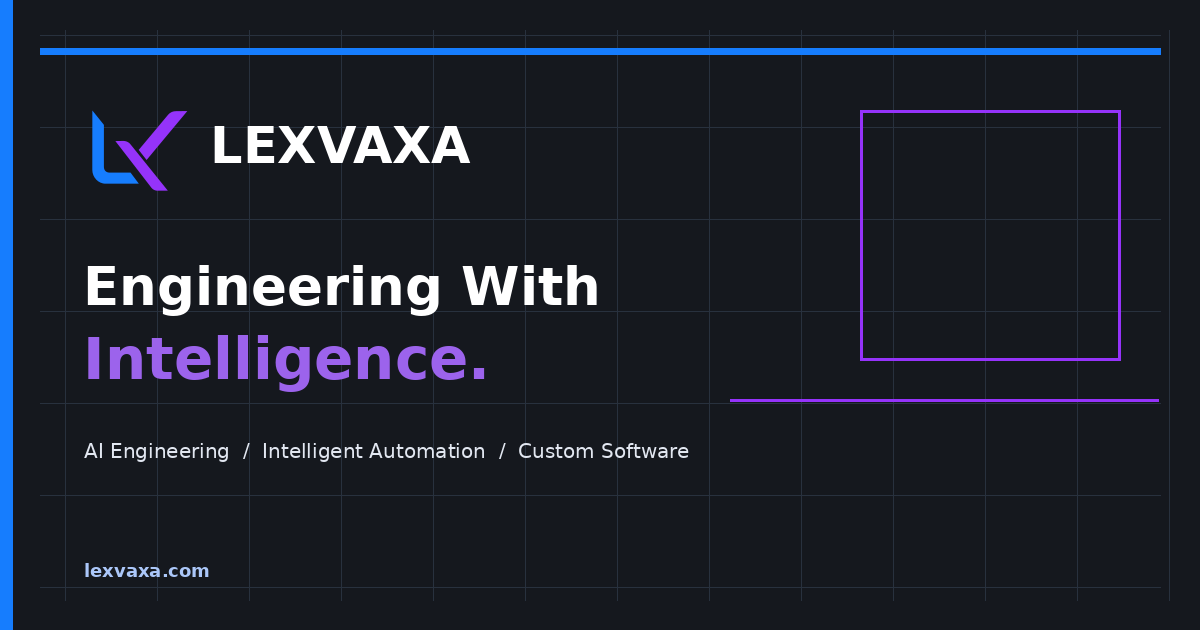 LEXVAXA
Engineering With
Intelligence.
AI Engineering / Intelligent Automation / Custom Software
lexvaxa.com